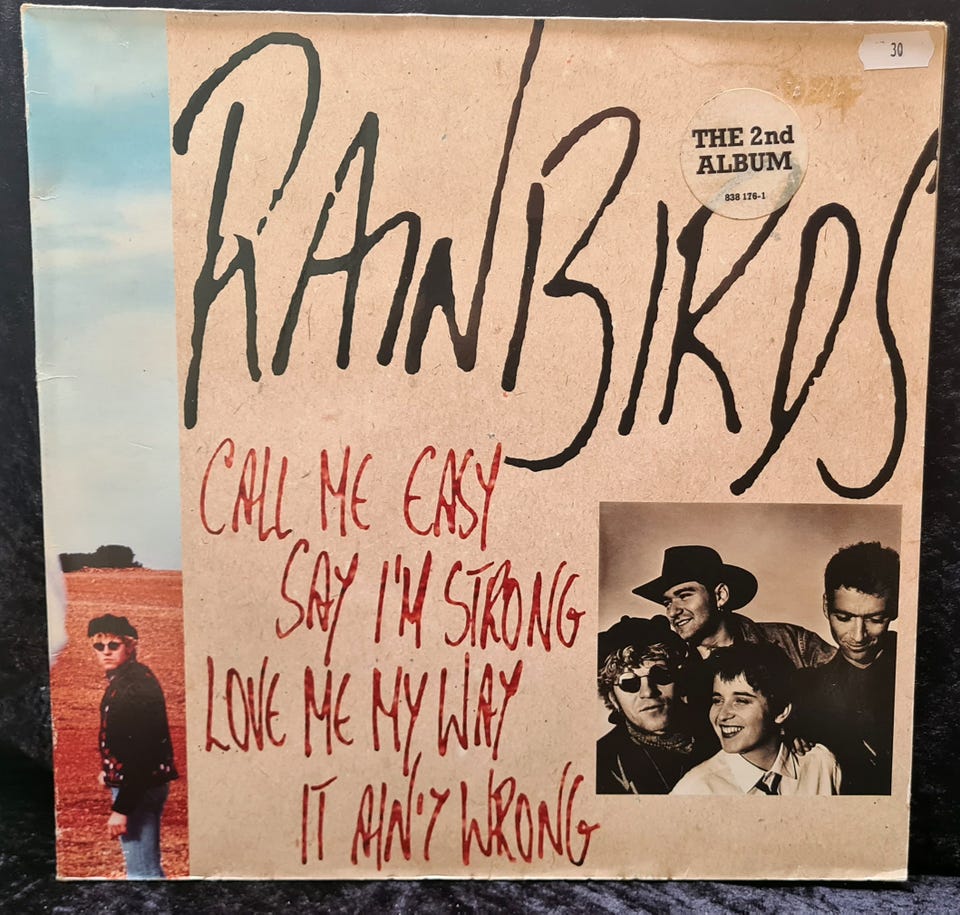 30
THE 2nd
ALBUM
838 176-1
RAINBIRDS
CALL ME EASY
SAY I'M STRONG
LOVE ME MY WAY
IT AIN'T WRONG